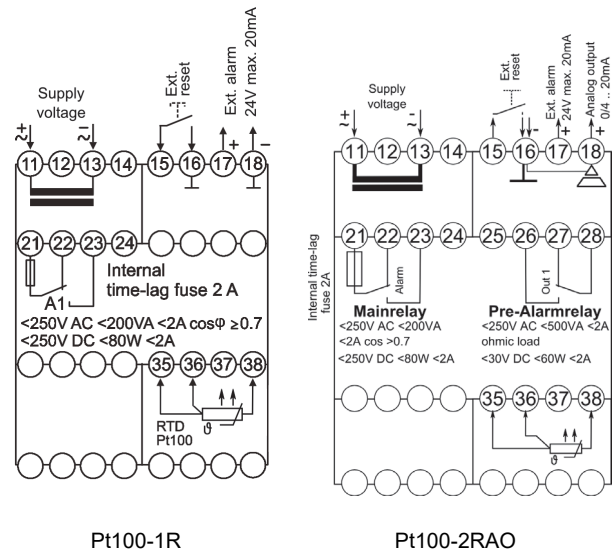 Supply
voltage
Ext.
reset
Ext. alarm
24V max. 20mA
~+
~-
+
-
11 12 13 14 15 16 17 18
21 22 23 24
A1
Internal
time-lag fuse 2 A
<250V AC <200VA <2A cosφ ≥0.7
<250V DC <80W <2A
35 36 37 38
RTD
Pt100
ϑ
Pt100-1R
Supply
voltage
Ext.
reset
Ext. alarm
24V max. 20mA
Analog output
0/4 .. 20mA
~+
~-
-
+
+
11 12 13 14 15 16 17 18
21 22 23 24 25 26 27 28
Internal time-lag
fuse 2A
Alarm
Out 1
Mainrelay
<250V AC <200VA
<2A cos >0.7
<250V DC <80W <2A
Pre-Alarmrelay
<250V AC <500VA <2A
ohmic load
<30V DC <60W <2A
35 36 37 38
ϑ
Pt100-2RAO